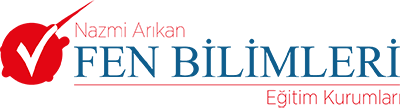 Nazmi Arıkan
FEN BİLİMLERİ
Eğitim Kurumları